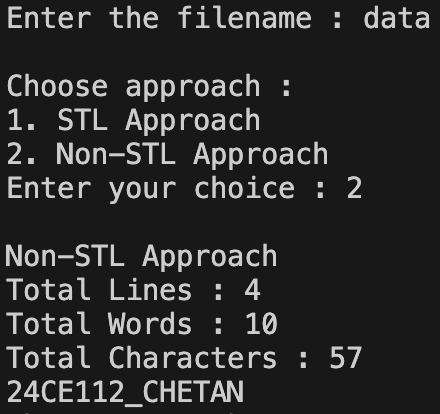 Enter the filename : data
Choose approach :
1. STL Approach
2. Non-STL Approach
Enter your choice : 2
Non-STL Approach
Total Lines : 4
Total Words : 10
Total Characters : 57
24CE112_CHETAN